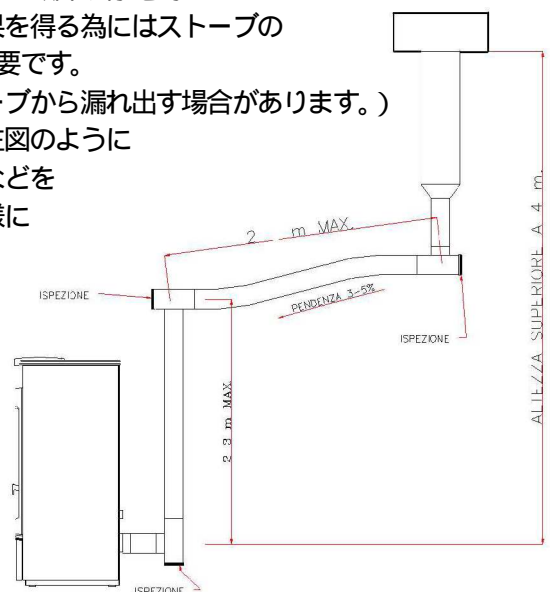 果を得る為にはストーブの
要です。
ーブから漏れ出す場合があります。)
左図のように
などを
様に
2 m MAX.
ISPEZIONE
PENDENZA 3-5%
ISPEZIONE
2 3 m MAX
ALTEZZA SUPERIORE A 4 m.
ISPEZIONE